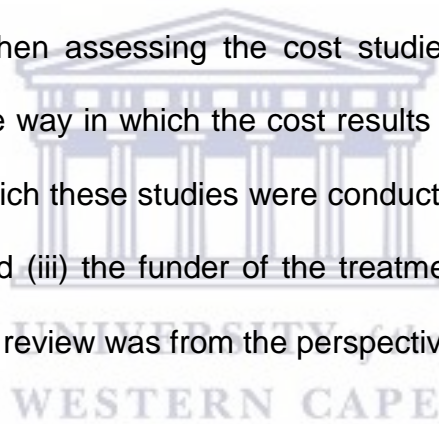 hen assessing the cost studie
e way in which the cost results
ich these studies were conduct
d (iii) the funder of the treatme
UNIVERSITY of the
review was from the perspectiv
WESTERN CAPE